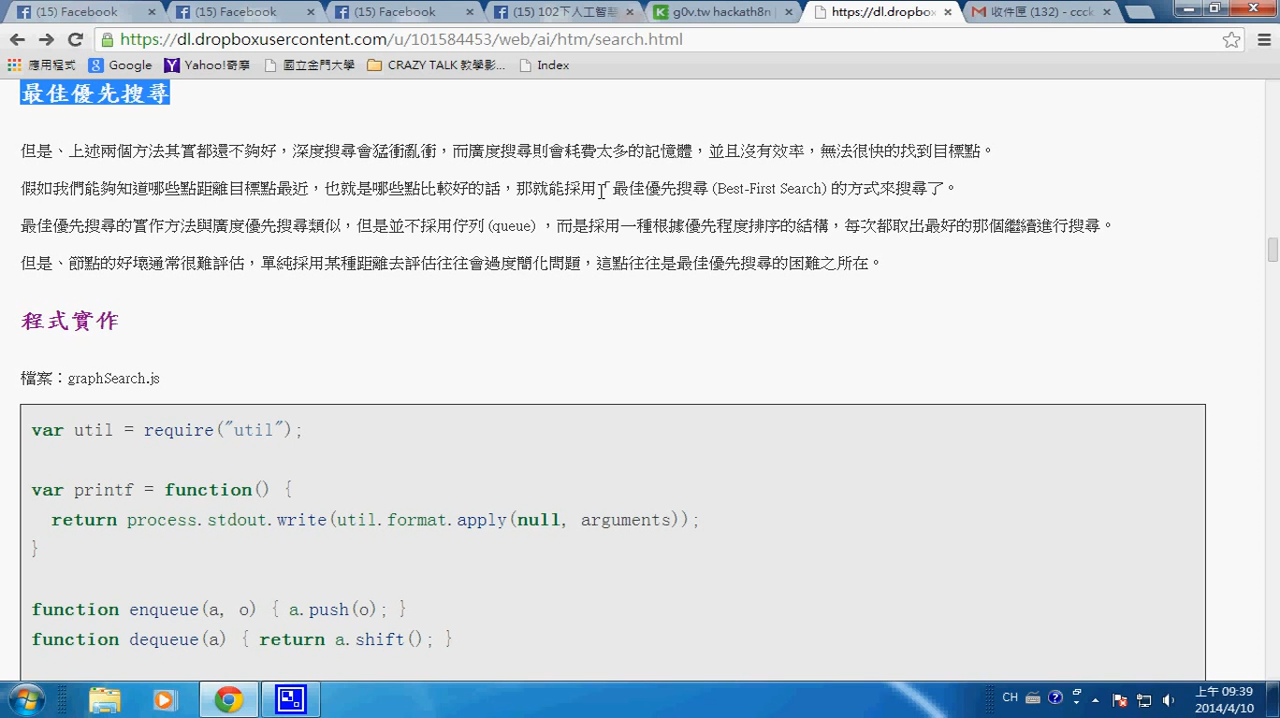 (15) Facebook
(15) Facebook
(15) Facebook
(15) 102下人工智慧
g0v.tw hackath8n |
https://dl.dropbox
收件匣 (132) - ccck
https://dl.dropboxusercontent.com/u/101584453/web/ai/htm/search.html
應用程式 Google Yahoo!奇摩 國立金門大學 CRAZY TALK 教學影... Index
最佳優先搜尋
但是、上述兩個方法其實都還不夠好，深度搜尋會猛衝亂衝，而廣度搜尋則會耗費太多的記憶體，並且沒有效率，無法很快的找到目標點。
假如我們能夠知道哪些點距離目標點最近，也就是哪些點比較好的話，那就能採用「最佳優先搜尋 (Best-First Search) 的方式來搜尋了。
最佳優先搜尋的實作方法與廣度優先搜尋類似，但是並不採用佇列 (queue) ，而是採用一種根據優先程度排序的結構，每次都取出最好的那個繼續進行搜尋。
但是、節點的好壞通常很難評估，單純採用某種距離去評估往往會過度簡化問題，這點往往是最佳優先搜尋的困難之所在。
程式實作
檔案：graphSearch.js
var util = require("util");
var printf = function() {
return process.stdout.write(util.format.apply(null, arguments));
}
function enqueue(a, o) { a.push(o); }
function dequeue(a) { return a.shift(); }
CH
上午 09:39
2014/4/10